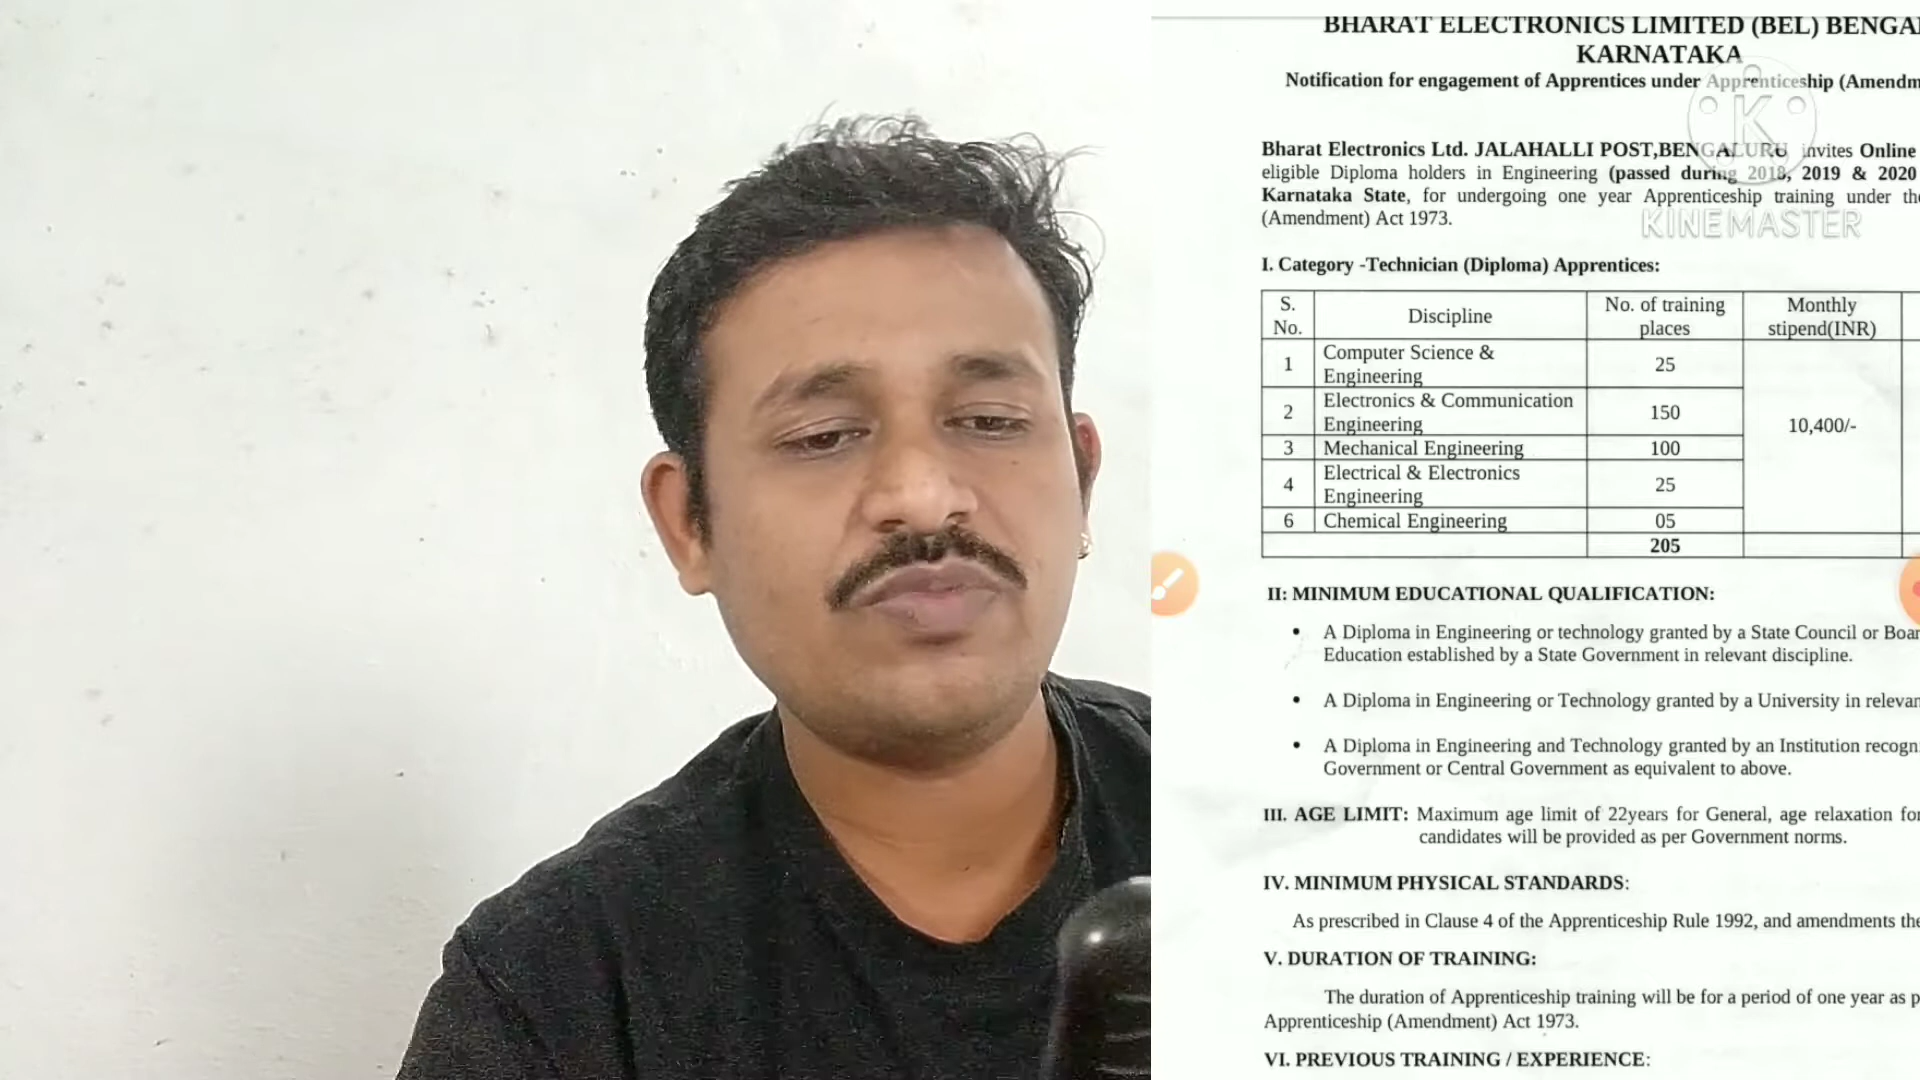 BHARAT ELECTRONICS LIMITED (BEL)
KARNATAKA
Notification for engagement of Apprentices under Apprenticeship
Bharat Electronics Ltd. JALAHALLI POST,BENGALURU invites Online
eligible Diploma holders in Engineering (passed during 2018, 2019 & 2020
Karnataka State, for undergoing one year Apprenticeship training under
(Amendment) Act 1973.
KINEMASTER
I. Category -Technician (Diploma) Apprentices:
S. No. Discipline No. of training places Monthly stipend(INR)
1 Computer Science & Engineering 25
2 Electronics & Communication Engineering 150
10,400/-
3 Mechanical Engineering 100
4 Electrical & Electronics Engineering 25
6 Chemical Engineering 05
205
II: MINIMUM EDUCATIONAL QUALIFICATION:
• A Diploma in Engineering or technology granted by a State Council or
Education established by a State Government in relevant discipline.
• A Diploma in Engineering or Technology granted by a University in
• A Diploma in Engineering and Technology granted by an Institution
Government or Central Government as equivalent to above.
III. AGE LIMIT: Maximum age limit of 22years for General, age relaxation for
candidates will be provided as per Government norms.
IV. MINIMUM PHYSICAL STANDARDS:
As prescribed in Clause 4 of the Apprenticeship Rule 1992, and amendments
V. DURATION OF TRAINING:
The duration of Apprenticeship training will be for a period of one year as
Apprenticeship (Amendment) Act 1973.
VI. PREVIOUS TRAINING / EXPERIENCE: